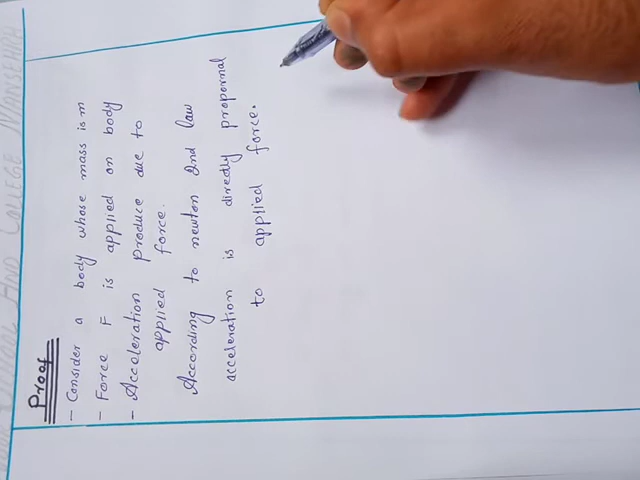 Proof
- Consider a body whose mass is m
- Force F is applied on body
- Acceleration produce due to
applied force.
According to newton 2nd law
acceleration is directly propornal
to applied force.